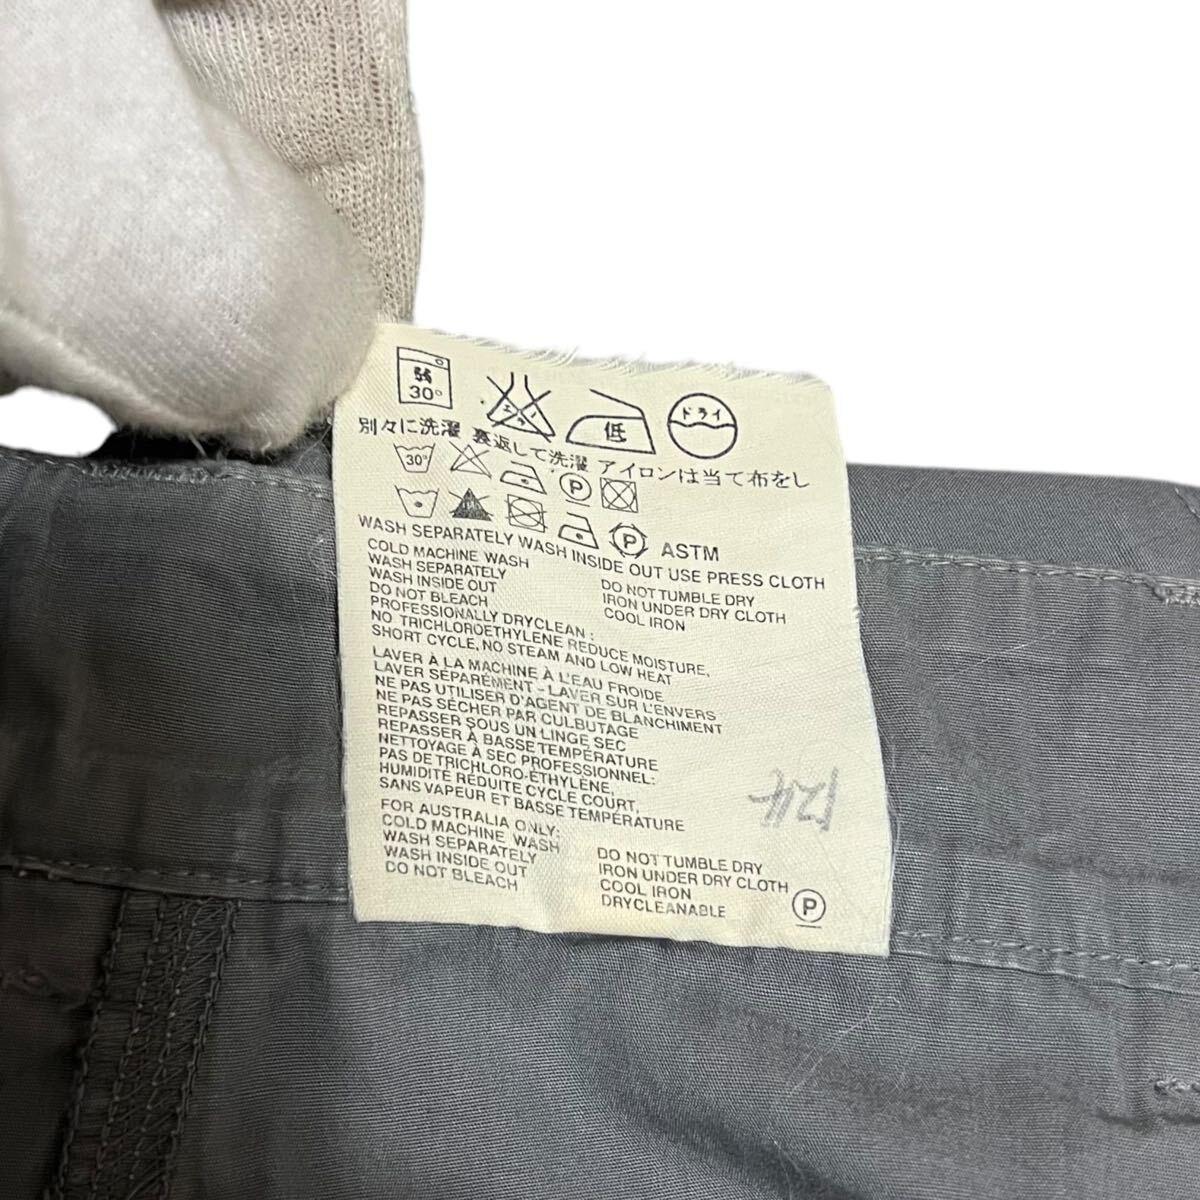 弱 30° エンソ 低 ドライ
別々に洗濯 裏返して洗濯 アイロンは当て布をし
30° P
P ASTM
WASH SEPARATELY WASH INSIDE OUT USE PRESS CLOTH
COLD MACHINE WASH
WASH SEPARATELY
WASH INSIDE OUT
DO NOT BLEACH
DO NOT TUMBLE DRY
IRON UNDER DRY CLOTH
COOL IRON
PROFESSIONALLY DRYCLEAN :
NO TRICHLOROETHYLENE REDUCE MOISTURE,
SHORT CYCLE, NO STEAM AND LOW HEAT
LAVER À LA MACHINE À L'EAU FROIDE
LAVER SÉPARÉMENT - LAVER SUR L'ENVERS
NE PAS UTILISER D'AGENT DE BLANCHIMENT
NE PAS SÉCHER PAR CULBUTAGE
REPASSER SOUS UN LINGE SEC
REPASSER À BASSE TEMPÉRATURE
NETTOYAGE À SEC PROFESSIONNEL:
PAS DE TRICHLORO-ÉTHYLÈNE,
HUMIDITÉ RÉDUITE CYCLE COURT,
SANS VAPEUR ET BASSE TEMPÉRATURE
FOR AUSTRALIA ONLY:
COLD MACHINE WASH
WASH SEPARATELY
WASH INSIDE OUT
DO NOT BLEACH
DO NOT TUMBLE DRY
IRON UNDER DRY CLOTH
COOL IRON
DRYCLEANABLE
P